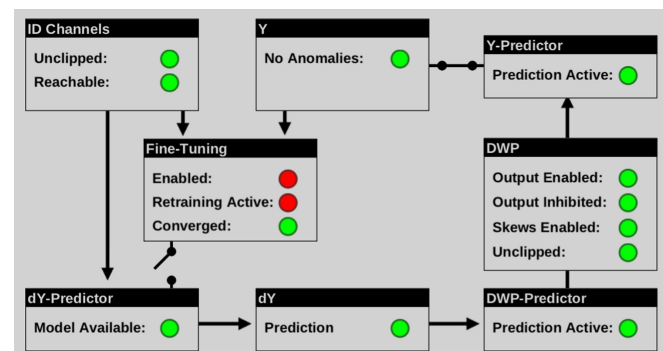 ID Channels
Unclipped:
Reachable:
Y
No Anomalies:
Y-Predictor
Prediction Active:
Fine-Tuning
Enabled:
Retraining Active:
Converged:
DWP
Output Enabled:
Output Inhibited:
Skews Enabled:
Unclipped:
dY-Predictor
Model Available:
dY
Prediction
DWP-Predictor
Prediction Active: